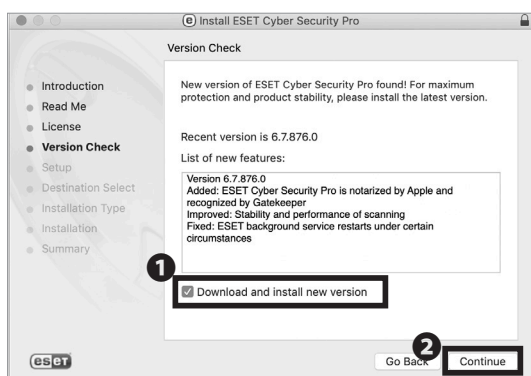 Install ESET Cyber Security Pro
Version Check
Introduction
Read Me
License
Version Check
Setup
Destination Select
Installation Type
Installation
Summary
New version of ESET Cyber Security Pro found! For maximum
protection and product stability, please install the latest version.
Recent version is 6.7.876.0
List of new features:
Version 6.7.876.0
Added: ESET Cyber Security Pro is notarized by Apple and
recognized by Gatekeeper
Improved: Stability and performance of scanning
Fixed: ESET background service restarts under certain
circumstances
1
Download and install new version
eset
Go Back
2
Continue